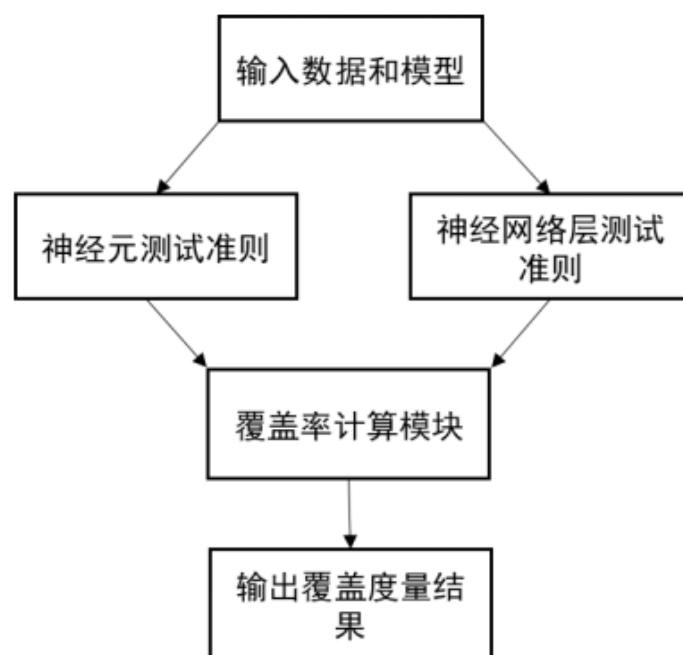 输入数据和模型
神经元测试准则
神经网络层测试
准则
覆盖率计算模块
输出覆盖度量结
果